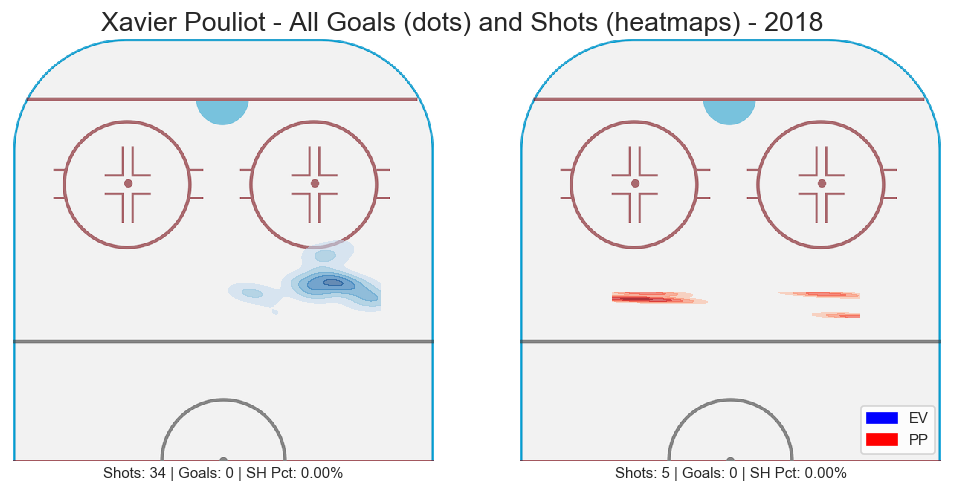 Xavier Pouliot - All Goals (dots) and Shots (heatmaps) - 2018
EV
PP
Shots: 34 | Goals: 0 | SH Pct: 0.00%
Shots: 5 | Goals: 0 | SH Pct: 0.00%